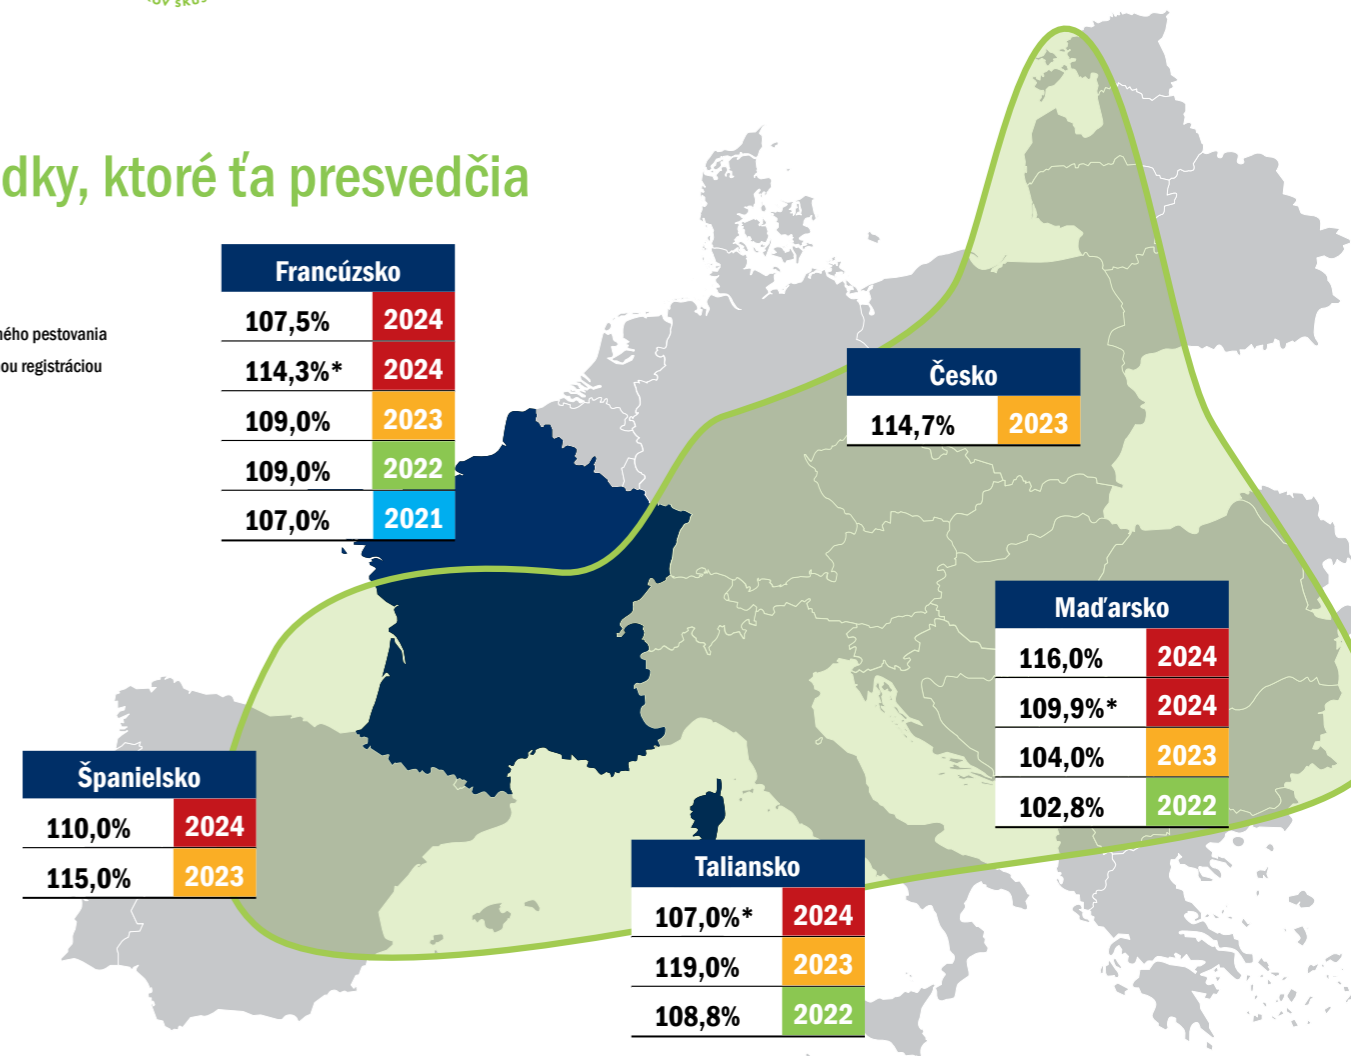 dky, ktoré ťa presvedčia
ného pestovania
ou registráciou
Francúzsko
107,5% 2024
114,3%* 2024
109,0% 2023
109,0% 2022
107,0% 2021
Česko
114,7% 2023
Maďarsko
116,0% 2024
109,9%* 2024
104,0% 2023
102,8% 2022
Španielsko
110,0% 2024
115,0% 2023
Taliansko
107,0%* 2024
119,0% 2023
108,8% 2022